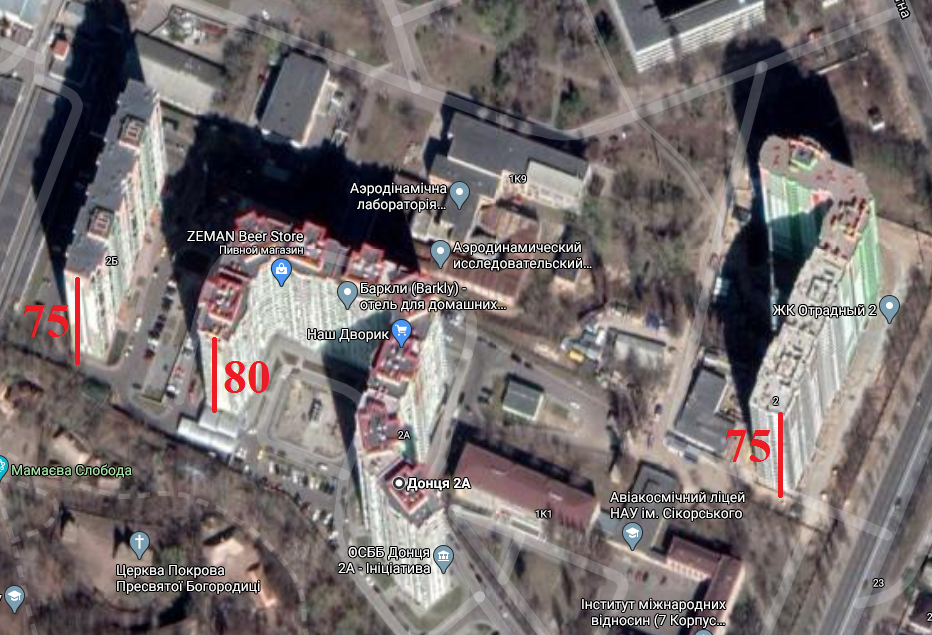 на
1К9
Аэродінамічна
лабораторія...
ZEMAN Beer Store
Пивной магазин
Аэродинамический
исследовательский...
2Б
Баркли (Barkly) -
отель для домашних...
Наш Дворик
ЖК Отрадный 2
75
80
2
75
2А
Мамаєва Слобода
Донця 2А
Авіакосмічний ліцей
НАУ ім. Сікорського
1К1
ОСББ Донця
2А - Ініціатива
Церква Покрова
Пресвятої Богородиці
23
Інститут міжнародних
відносин (7 Корпус...
2